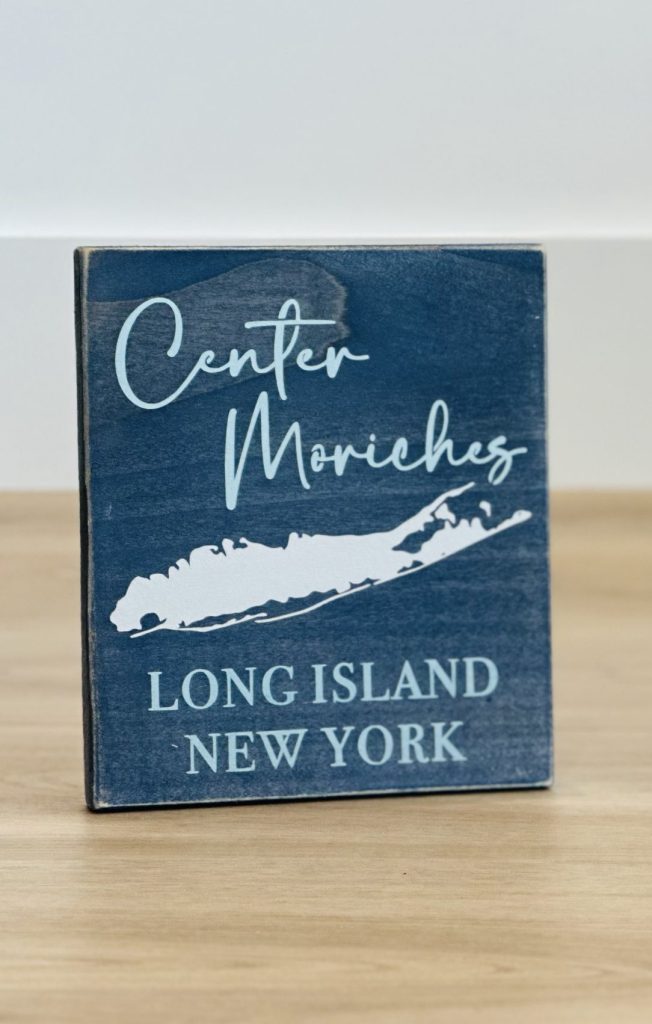 Center
Moriches
LONG ISLAND
NEW YORK